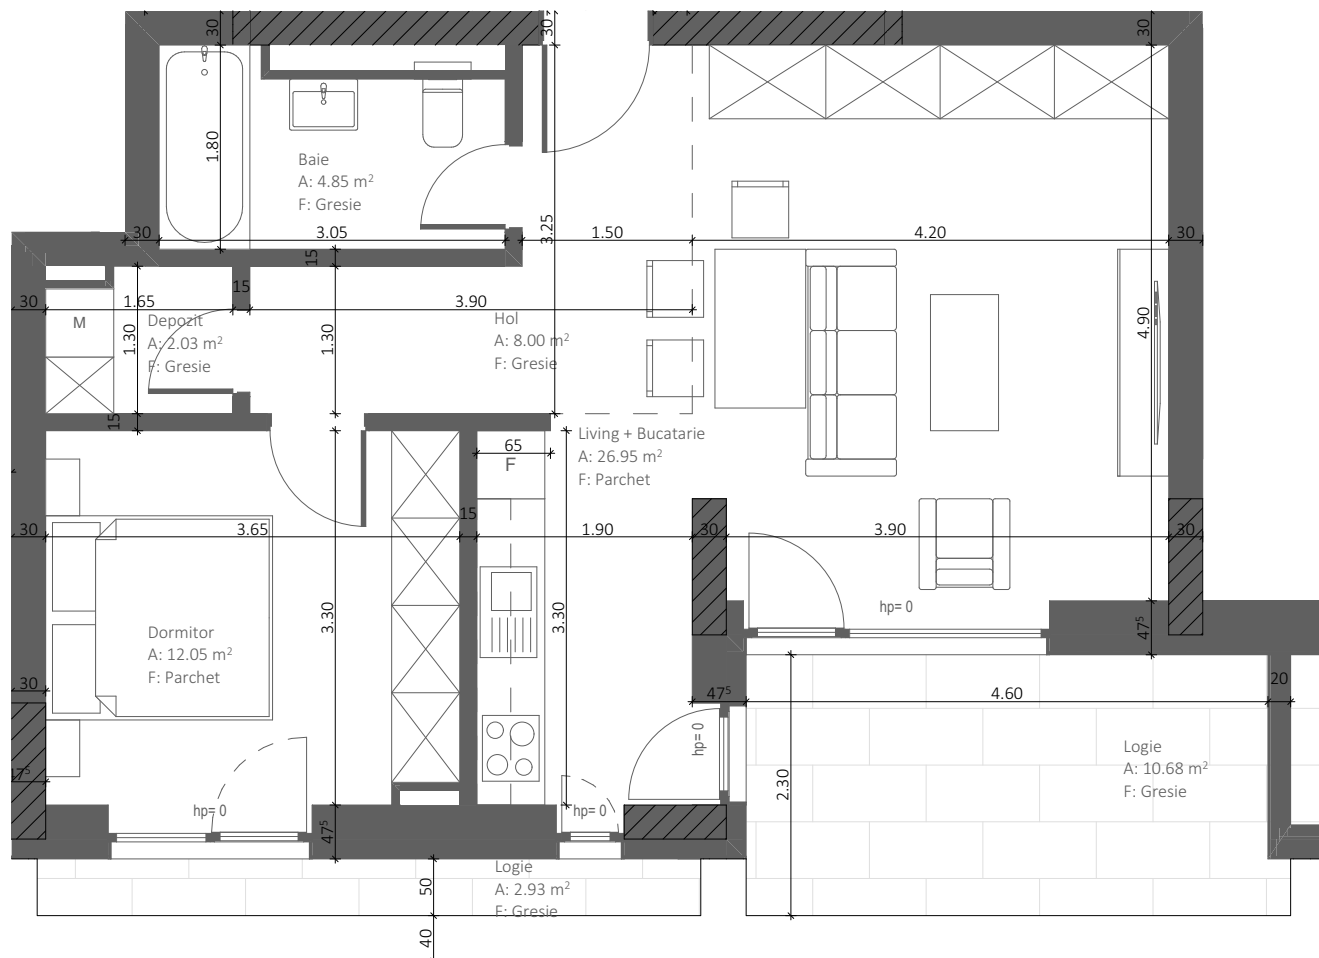 30
30
30
1.80
Baie
A: 4.85 m²
F: Gresie
30
3.05
3.25
1.50
4.20
30
15
15
30
1.65
3.90
M
Depozit
A: 2.03 m²
F: Gresie
1.30
1.30
Hol
A: 8.00 m²
F: Gresie
4.90
15
Living + Bucatarie
A: 26.95 m²
F: Parchet
65
F
30
3.65
15
1.90
30
3.90
30
3.30
3.30
hp= 0
47⁵
Dormitor
A: 12.05 m²
F: Parchet
30
47⁵
4.60
20
hp= 0
2.30
Logie
A: 10.68 m²
F: Gresie
7⁵
hp= 0
hp= 0
47⁵
Logie
A: 2.93 m²
F: Gresie
50
40